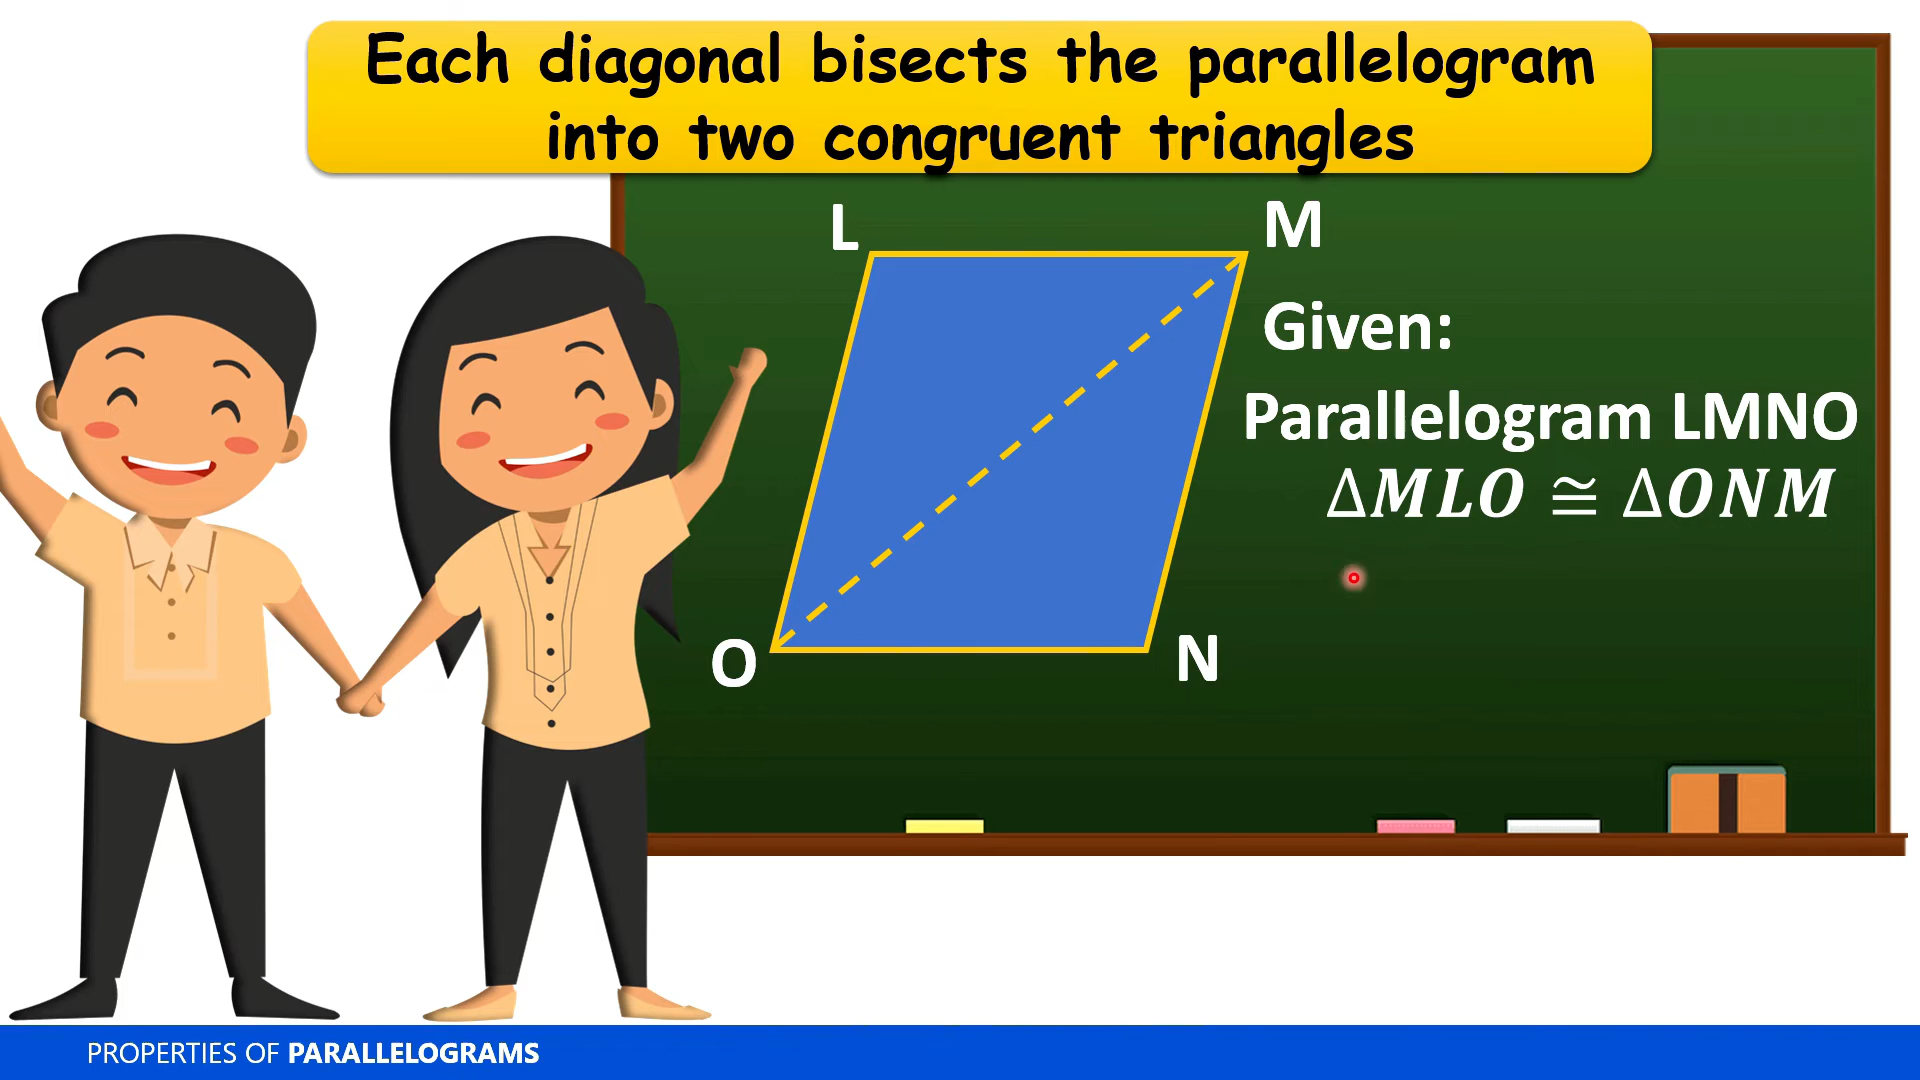 Each diagonal bisects the parallelogram
into two congruent triangles
L
M
Given:
Parallelogram LMNO
ΔMLO ≅ ΔONM
O
N
PROPERTIES OF PARALLELOGRAMS